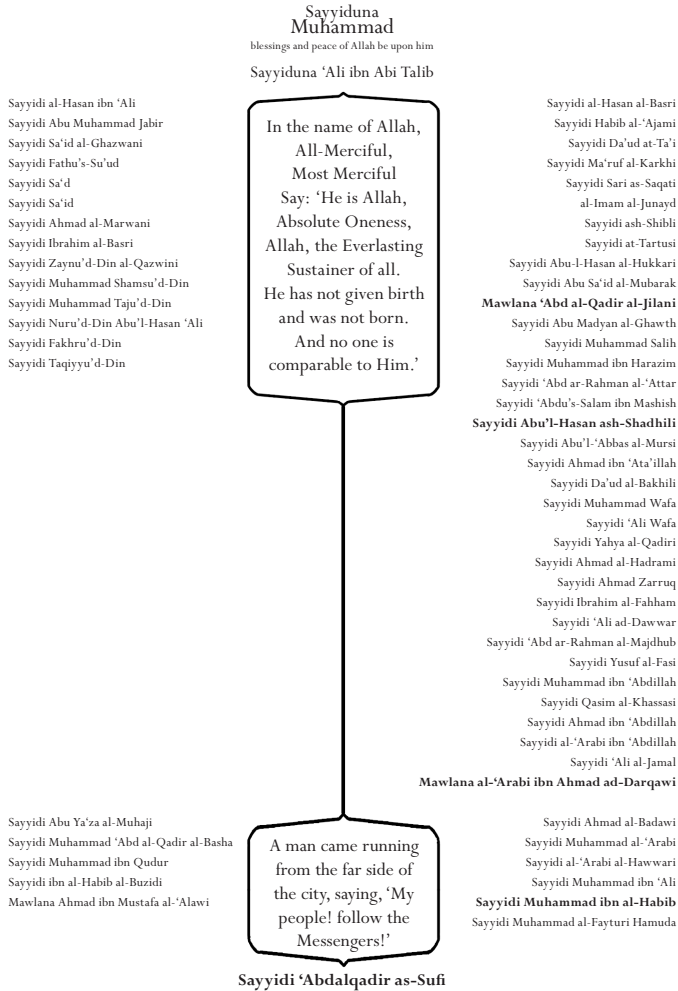 Sayyiduna
Muhammad
blessings and peace of Allah be upon him
Sayyiduna ‘Ali ibn Abi Talib
Sayyidi al-Hasan ibn ‘Ali
Sayyidi Abu Muhammad Jabir
Sayyidi Sa‘id al-Ghazwani
Sayyidi Fathu’s-Su’ud
Sayyidi Sa‘d
Sayyidi Sa‘id
Sayyidi Ahmad al-Marwani
Sayyidi Ibrahim al-Basri
Sayyidi Zaynu’d-Din al-Qazwini
Sayyidi Muhammad Shamsu’d-Din
Sayyidi Muhammad Taju’d-Din
Sayyidi Nuru’d-Din Abu’l-Hasan ‘Ali
Sayyidi Fakhru’d-Din
Sayyidi Taqiyyu’d-Din
In the name of Allah,
All-Merciful,
Most Merciful
Say: ‘He is Allah,
Absolute Oneness,
Allah, the Everlasting
Sustainer of all.
He has not given birth
and was not born.
And no one is
comparable to Him.’
Sayyidi al-Hasan al-Basri
Sayyidi Habib al-‘Ajami
Sayyidi Da’ud at-Ta’i
Sayyidi Ma‘ruf al-Karkhi
Sayyidi Sari as-Saqati
al-Imam al-Junayd
Sayyidi ash-Shibli
Sayyidi at-Tartusi
Sayyidi Abu-l-Hasan al-Hukkari
Sayyidi Abu Sa‘id al-Mubarak
Mawlana ‘Abd al-Qadir al-Jilani
Sayyidi Abu Madyan al-Ghawth
Sayyidi Muhammad Salih
Sayyidi Muhammad ibn Harazim
Sayyidi ‘Abd ar-Rahman al-‘Attar
Sayyidi ‘Abdu’s-Salam ibn Mashish
Sayyidi Abu’l-Hasan ash-Shadhili
Sayyidi Abu’l-‘Abbas al-Mursi
Sayyidi Ahmad ibn ‘Ata’illah
Sayyidi Da’ud al-Bakhili
Sayyidi Muhammad Wafa
Sayyidi ‘Ali Wafa
Sayyidi Yahya al-Qadiri
Sayyidi Ahmad al-Hadrami
Sayyidi Ahmad Zarruq
Sayyidi Ibrahim al-Fahham
Sayyidi ‘Ali ad-Dawwar
Sayyidi ‘Abd ar-Rahman al-Majdhub
Sayyidi Yusuf al-Fasi
Sayyidi Muhammad ibn ‘Abdillah
Sayyidi Qasim al-Khassasi
Sayyidi Ahmad ibn ‘Abdillah
Sayyidi al-‘Arabi ibn ‘Abdillah
Sayyidi ‘Ali al-Jamal
Mawlana al-‘Arabi ibn Ahmad ad-Darqawi
Sayyidi Abu Ya‘za al-Muhaji
Sayyidi Muhammad ‘Abd al-Qadir al-Basha
Sayyidi Muhammad ibn Qudur
Sayyidi ibn al-Habib al-Buzidi
Mawlana Ahmad ibn Mustafa al-‘Alawi
A man came running
from the far side of
the city, saying, ‘My
people! follow the
Messengers!’
Sayyidi Ahmad al-Badawi
Sayyidi Muhammad al-‘Arabi
Sayyidi al-‘Arabi al-Hawwari
Sayyidi Muhammad ibn ‘Ali
Sayyidi Muhammad ibn al-Habib
Sayyidi Muhammad al-Fayturi Hamuda
Sayyidi ‘Abdalqadir as-Sufi